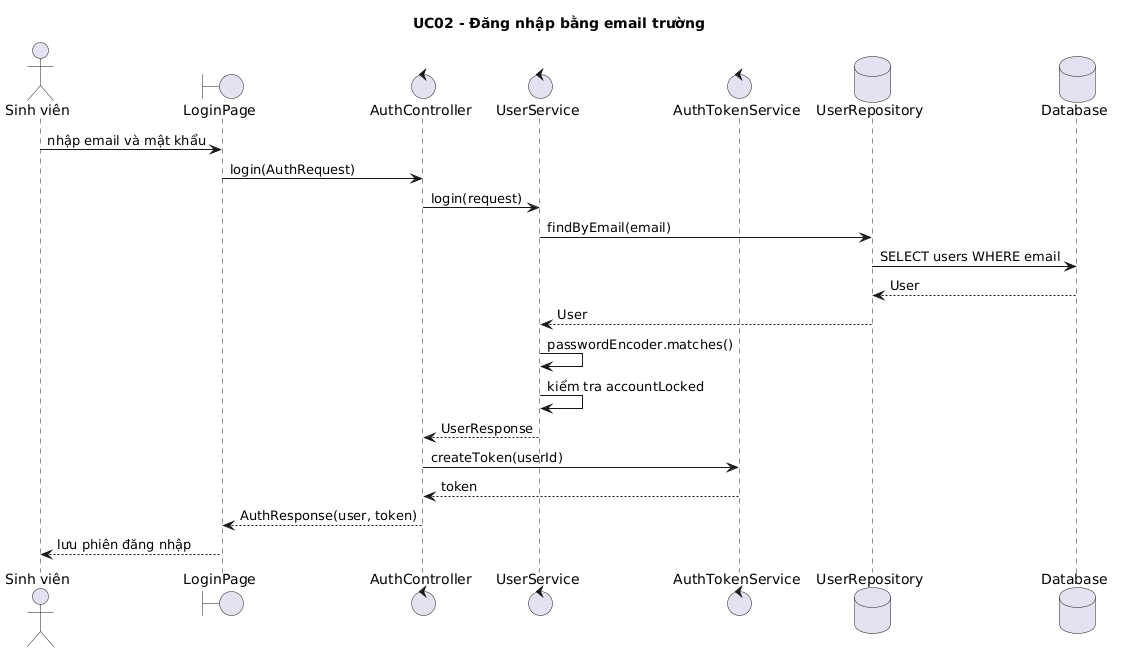 UC02 - Đăng nhập bằng email trường
Sinh viên LoginPage AuthController UserService AuthTokenService UserRepository Database
nhập email và mật khẩu
login(AuthRequest)
login(request)
findByEmail(email)
SELECT users WHERE email
User
User
passwordEncoder.matches()
kiểm tra accountLocked
UserResponse
createToken(userId)
token
AuthResponse(user, token)
lưu phiên đăng nhập
Sinh viên LoginPage AuthController UserService AuthTokenService UserRepository Database